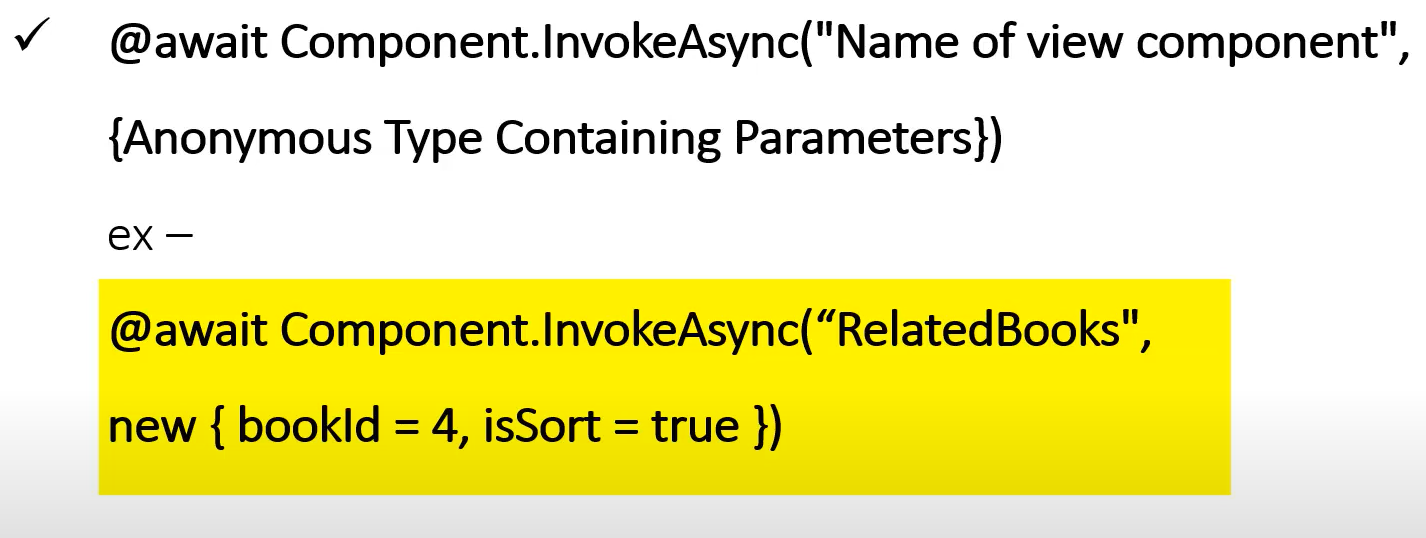 ✓ @await Component.InvokeAsync("Name of view component",
{Anonymous Type Containing Parameters})
ex –
@await Component.InvokeAsync(“RelatedBooks",
new { bookId = 4, isSort = true })